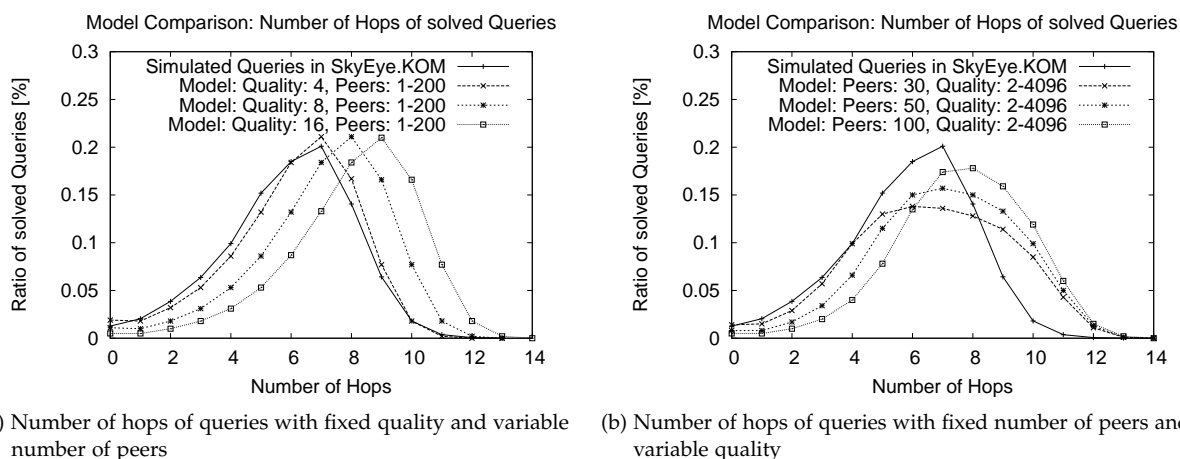 Model Comparison: Number of Hops of solved Queries
0.3
0.25
0.2
0.15
0.1
0.05
0
Ratio of solved Queries [%]
Simulated Queries in SkyEye.KOM
Model: Quality: 4, Peers: 1-200
Model: Quality: 8, Peers: 1-200
Model: Quality: 16, Peers: 1-200
0 2 4 6 8 10 12 14
Number of Hops
) Number of hops of queries with fixed quality and variable
number of peers
Model Comparison: Number of Hops of solved Queries
0.3
0.25
0.2
0.15
0.1
0.05
0
Ratio of solved Queries [%]
Simulated Queries in SkyEye.KOM
Model: Peers: 30, Quality: 2-4096
Model: Peers: 50, Quality: 2-4096
Model: Peers: 100, Quality: 2-4096
0 2 4 6 8 10 12 14
Number of Hops
(b) Number of hops of queries with fixed number of peers and
variable quality